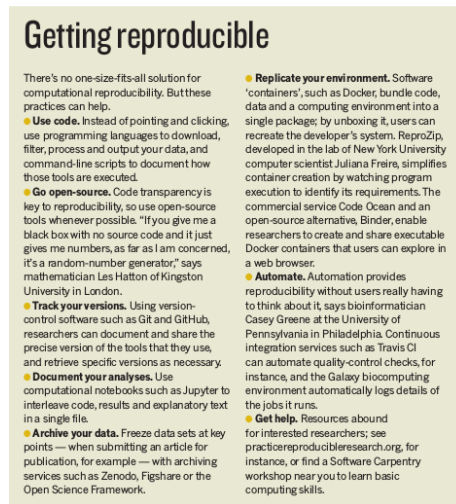 Getting reproducible
There's no one-size-fits-all solution for
computational reproducibility. But these
practices can help.
● Use code. Instead of pointing and clicking,
use programming languages to download,
filter, process and output your data, and
command-line scripts to document how
those tools are executed.
● Go open-source. Code transparency is
key to reproducibility, so use open-source
tools whenever possible. “If you give me a
black box with no source code and it just
gives me numbers, as far as I am concerned,
it's a random-number generator,” says
mathematician Les Hatton of Kingston
University in London.
● Track your versions. Using version-
control software such as Git and GitHub,
researchers can document and share the
precise version of the tools that they use,
and retrieve specific versions as necessary.
● Document your analyses. Use
computational notebooks such as Jupyter to
interleave code, results and explanatory text
in a single file.
● Archive your data. Freeze data sets at key
points — when submitting an article for
publication, for example — with archiving
services such as Zenodo, Figshare or the
Open Science Framework.
● Replicate your environment. Software
‘containers’, such as Docker, bundle code,
data and a computing environment into a
single package; by unboxing it, users can
recreate the developer's system. ReproZip,
developed in the lab of New York University
computer scientist Juliana Freire, simplifies
container creation by watching program
execution to identify its requirements. The
commercial service Code Ocean and an
open-source alternative, Binder, enable
researchers to create and share executable
Docker containers that users can explore in
a web browser.
● Automate. Automation provides
reproducibility without users really having
to think about it, says bioinformatician
Casey Greene at the University of
Pennsylvania in Philadelphia. Continuous
integration services such as Travis CI
can automate quality-control checks, for
instance, and the Galaxy biocomputing
environment automatically logs details of
the jobs it runs.
● Get help. Resources abound
for interested researchers; see
practicereproducibleresearch.org, for
instance, or find a Software Carpentry
workshop near you to learn basic
computing skills.